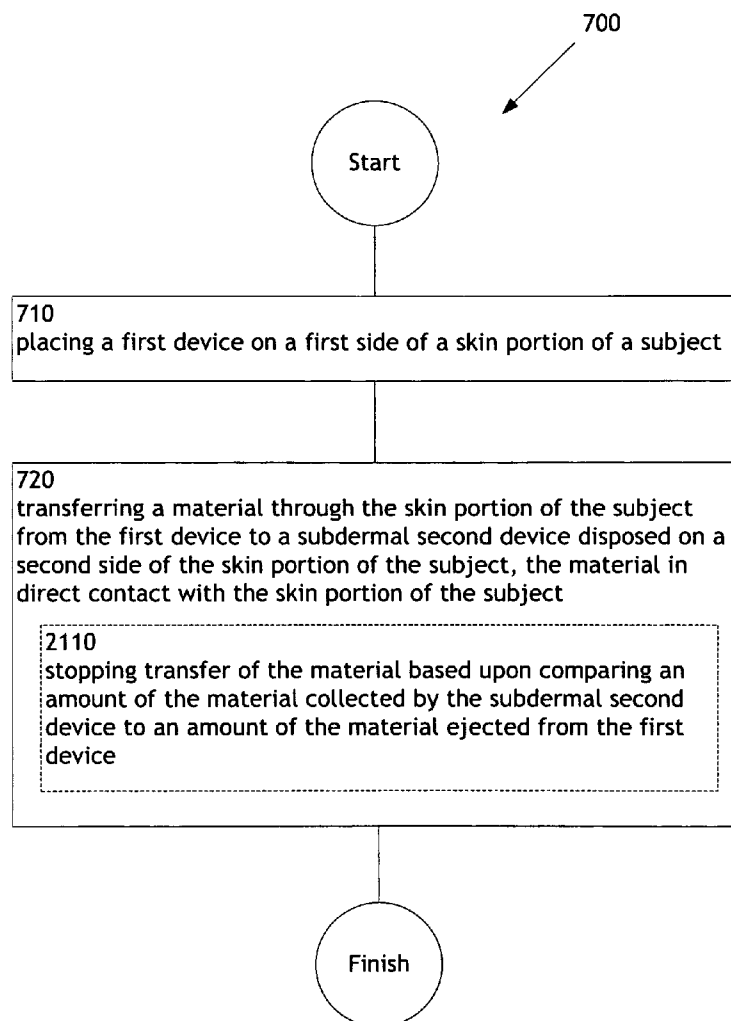 700
Start
710
placing a first device on a first side of a skin portion of a subject
720
transferring a material through the skin portion of the subject
from the first device to a subdermal second device disposed on a
second side of the skin portion of the subject, the material in
direct contact with the skin portion of the subject
2110
stopping transfer of the material based upon comparing an
amount of the material collected by the subdermal second
device to an amount of the material ejected from the first
device
Finish